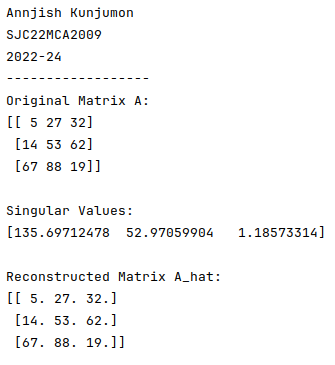 Annjish Kunjumon
SJC22MCA2009
2022-24
------------------
Original Matrix A:
[[ 5 27 32]
 [14 53 62]
 [67 88 19]]

Singular Values:
[135.69712478  52.97059904   1.18573314]

Reconstructed Matrix A_hat:
[[ 5. 27. 32.]
 [14. 53. 62.]
 [67. 88. 19.]]